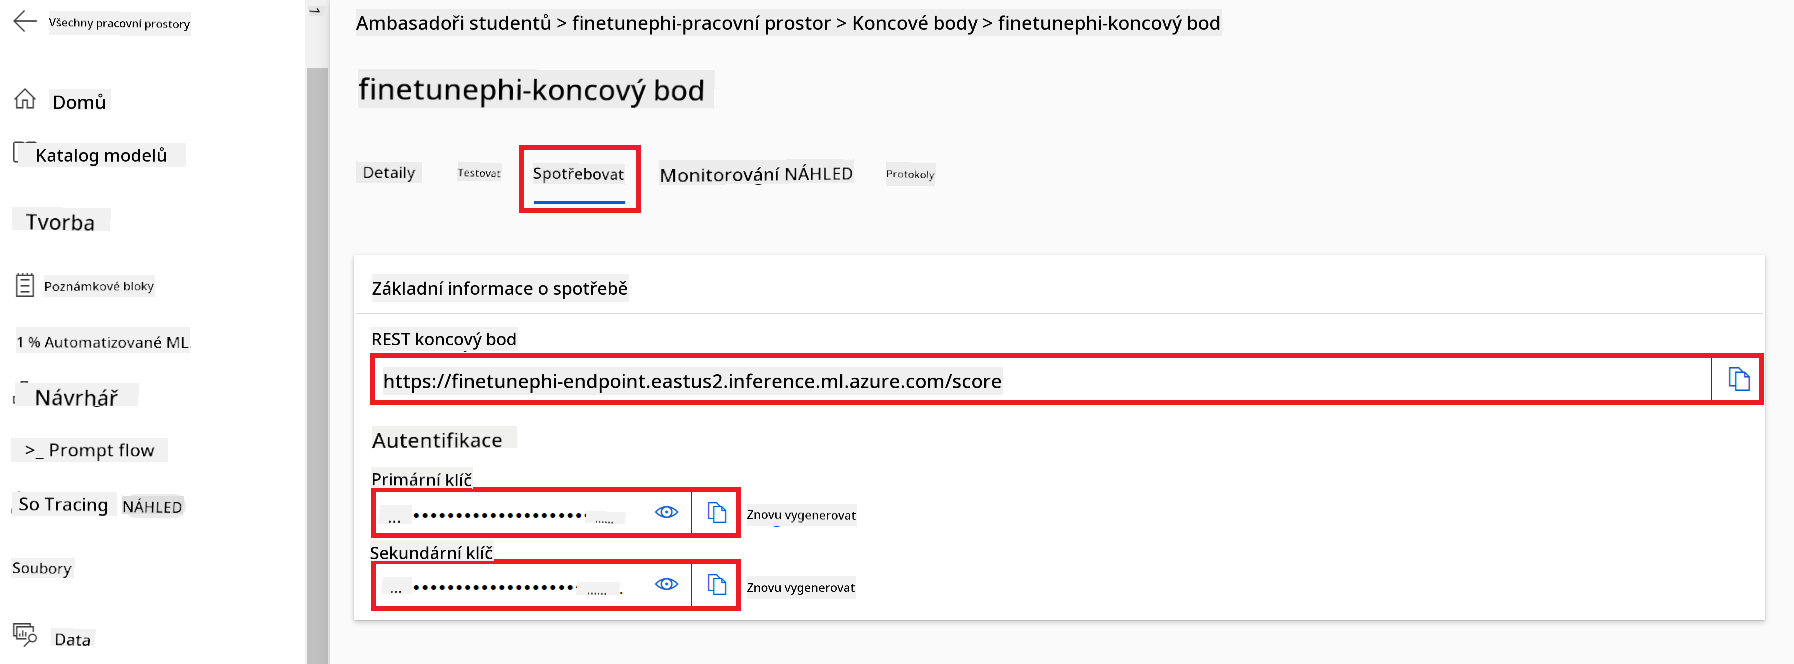 Všechny pracovní prostory
Domů
Katalog modelů
Tvorba
Poznámkové bloky
1 % Automatizované ML
Návrhář
>_ Prompt flow
So Tracing NÁHLED
Soubory
Data
Ambasadoři studentů > finetunephi-pracovní prostor > Koncové body > finetunephi-koncový bod
finetunephi-koncový bod
Detaily Testovat Spotřebovat Monitorování NÁHLED Protokoly
Základní informace o spotřebě
REST koncový bod
https://finetunephi-endpoint.eastus2.inference.ml.azure.com/score
Autentifikace
Primární klíč
Znovu vygenerovat
Sekundární klíč
Znovu vygenerovat